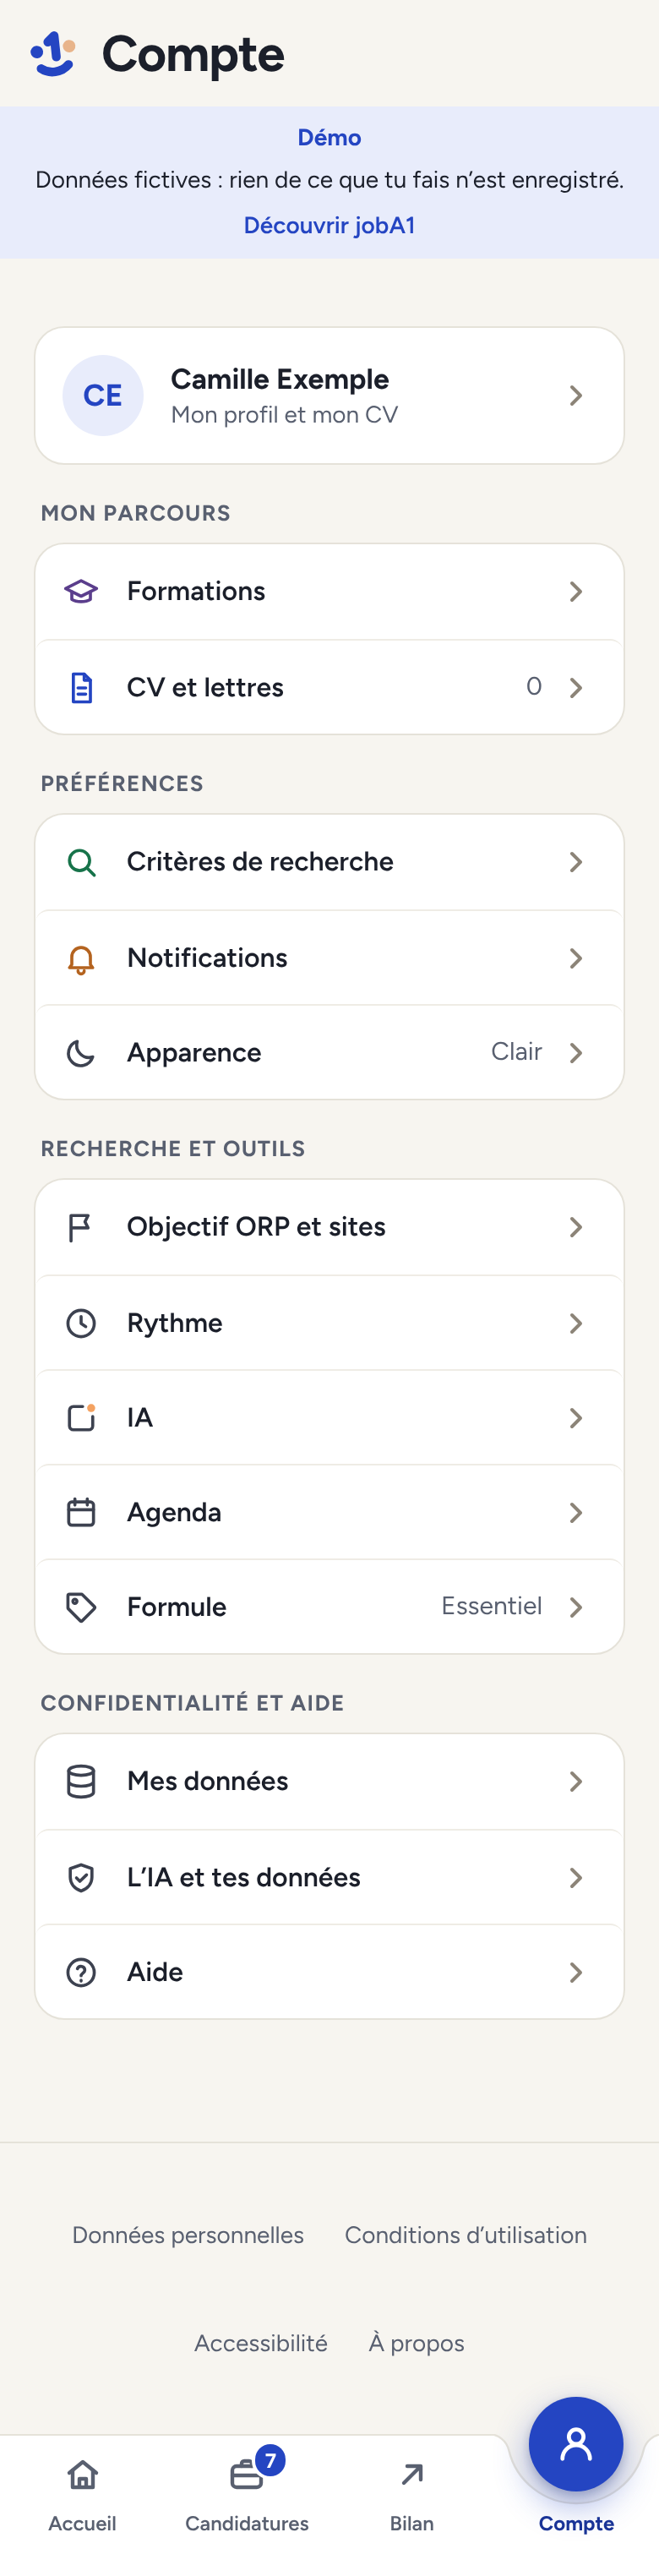 Compte
Démo
Données fictives : rien de ce que tu fais n’est enregistré.
Découvrir jobA1
CE
Camille Exemple
Mon profil et mon CV
MON PARCOURS
Formations
CV et lettres 0
PRÉFÉRENCES
Critères de recherche
Notifications
Apparence Clair
RECHERCHE ET OUTILS
Objectif ORP et sites
Rythme
IA
Agenda
Formule Essentiel
CONFIDENTIALITÉ ET AIDE
Mes données
L’IA et tes données
Aide
Données personnelles Conditions d’utilisation
Accessibilité À propos
7
Accueil Candidatures Bilan Compte